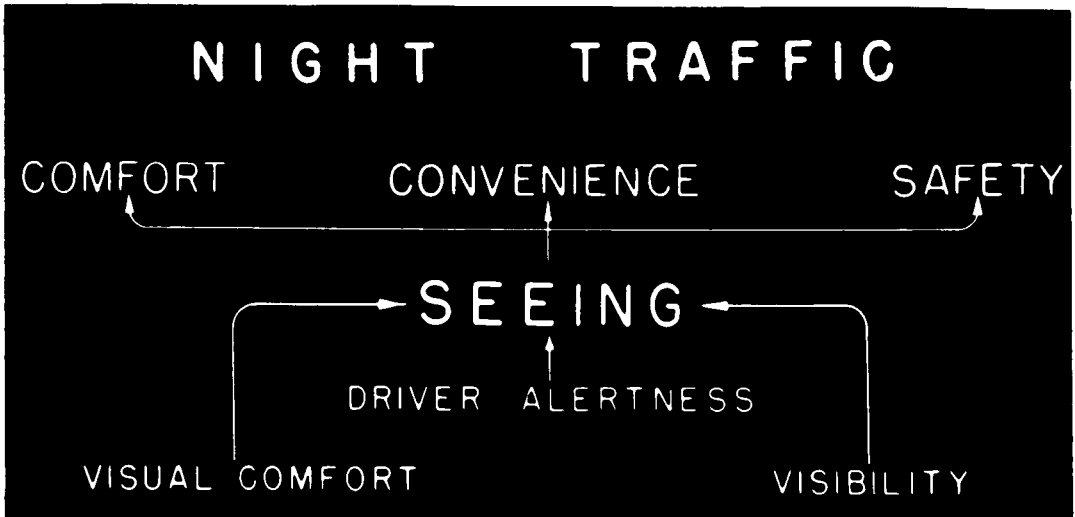 NIGHT TRAFFIC
COMFORT CONVENIENCE SAFETY
SEEING
DRIVER ALERTNESS
VISUAL COMFORT VISIBILITY